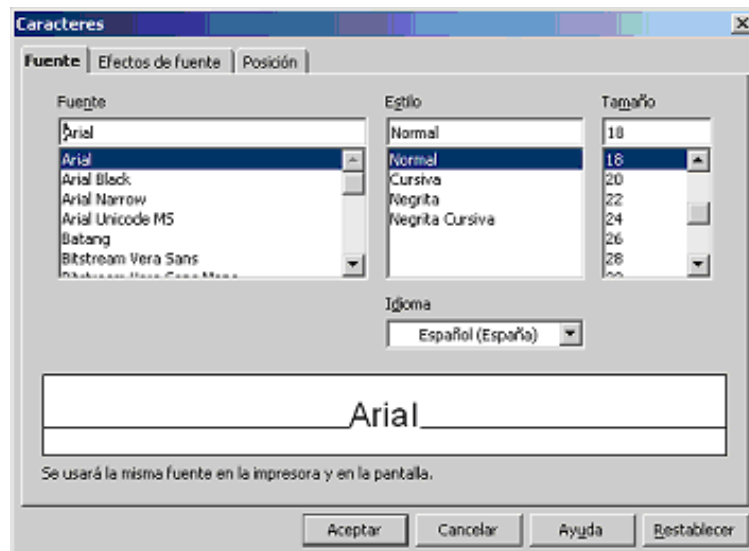 Caracteres
Fuente Efectos de fuente Posición
Fuente Estilo Tamaño
Arial Normal 18
Arial Normal 18
Arial Black Cursiva 20
Arial Narrow Negrita 22
Arial Unicode MS Negrita Cursiva 24
Batang 26
Bitstream Vera Sans 28
Idioma
Español (España)
Arial
Se usará la misma fuente en la impresora y en la pantalla.
Aceptar Cancelar Ayuda Restablecer